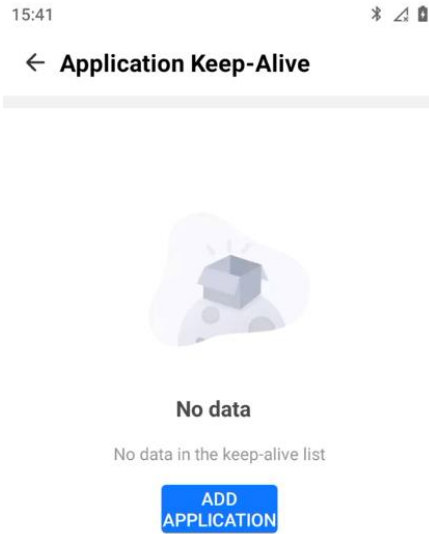 15:41
Application Keep-Alive
No data
No data in the keep-alive list
ADD
APPLICATION